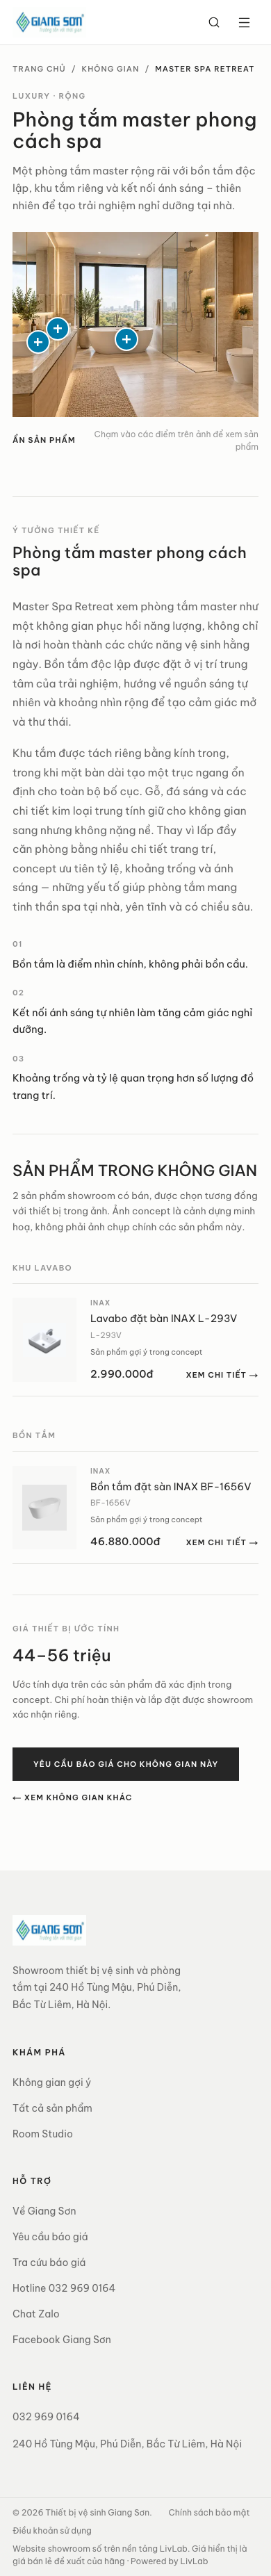 GIANG SƠN
TRANG CHỦ / KHÔNG GIAN / MASTER SPA RETREAT
LUXURY · RỘNG
Phòng tắm master phong
cách spa
Một phòng tắm master rộng rãi với bồn tắm độc
lập, khu tắm riêng và kết nối ánh sáng – thiên
nhiên để tạo trải nghiệm nghỉ dưỡng tại nhà.
ẨN SẢN PHẨM
Chạm vào các điểm trên ảnh để xem sản
phẩm
Ý TƯỞNG THIẾT KẾ
Phòng tắm master phong cách
spa
Master Spa Retreat xem phòng tắm master như
một không gian phục hồi năng lượng, không chỉ
là nơi hoàn thành các chức năng vệ sinh hằng
ngày. Bồn tắm độc lập được đặt ở vị trí trung
tâm của trải nghiệm, hướng về nguồn sáng tự
nhiên và khoảng nhìn rộng để tạo cảm giác mở
và thư thái.
Khu tắm được tách riêng bằng kính trong,
trong khi mặt bàn dài tạo một trục ngang ổn
định cho toàn bộ bố cục. Gỗ, đá sáng và các
chi tiết kim loại trung tính giữ cho không gian
sang nhưng không nặng nề. Thay vì lấp đầy
căn phòng bằng nhiều chi tiết trang trí,
concept ưu tiên tỷ lệ, khoảng trống và ánh
sáng — những yếu tố giúp phòng tắm mang
tinh thần spa tại nhà, yên tĩnh và có chiều sâu.
01
Bồn tắm là điểm nhìn chính, không phải bồn cầu.
02
Kết nối ánh sáng tự nhiên làm tăng cảm giác nghỉ
dưỡng.
03
Khoảng trống và tỷ lệ quan trọng hơn số lượng đồ
trang trí.
SẢN PHẨM TRONG KHÔNG GIAN
2 sản phẩm showroom có bán, được chọn tương đồng
với thiết bị trong ảnh. Ảnh concept là cảnh dựng minh
hoạ, không phải ảnh chụp chính các sản phẩm này.
KHU LAVABO
INAX
Lavabo đặt bàn INAX L-293V
L-293V
Sản phẩm gợi ý trong concept
2.990.000đ XEM CHI TIẾT →
BỒN TẮM
INAX
Bồn tắm đặt sàn INAX BF-1656V
BF-1656V
Sản phẩm gợi ý trong concept
46.880.000đ XEM CHI TIẾT →
GIÁ THIẾT BỊ ƯỚC TÍNH
44–56 triệu
Ước tính dựa trên các sản phẩm đã xác định trong
concept. Chi phí hoàn thiện và lắp đặt được showroom
xác nhận riêng.
YÊU CẦU BÁO GIÁ CHO KHÔNG GIAN NÀY
← XEM KHÔNG GIAN KHÁC
GIANG SƠN
Showroom thiết bị vệ sinh và phòng
tắm tại 240 Hồ Tùng Mậu, Phú Diễn,
Bắc Từ Liêm, Hà Nội.
KHÁM PHÁ
Không gian gợi ý
Tất cả sản phẩm
Room Studio
HỖ TRỢ
Về Giang Sơn
Yêu cầu báo giá
Tra cứu báo giá
Hotline 032 969 0164
Chat Zalo
Facebook Giang Sơn
LIÊN HỆ
032 969 0164
240 Hồ Tùng Mậu, Phú Diễn, Bắc Từ Liêm, Hà Nội
© 2026 Thiết bị vệ sinh Giang Sơn. Chính sách bảo mật
Điều khoản sử dụng
Website showroom số trên nền tảng LivLab. Giá hiển thị là
giá bán lẻ đề xuất của hãng · Powered by LivLab